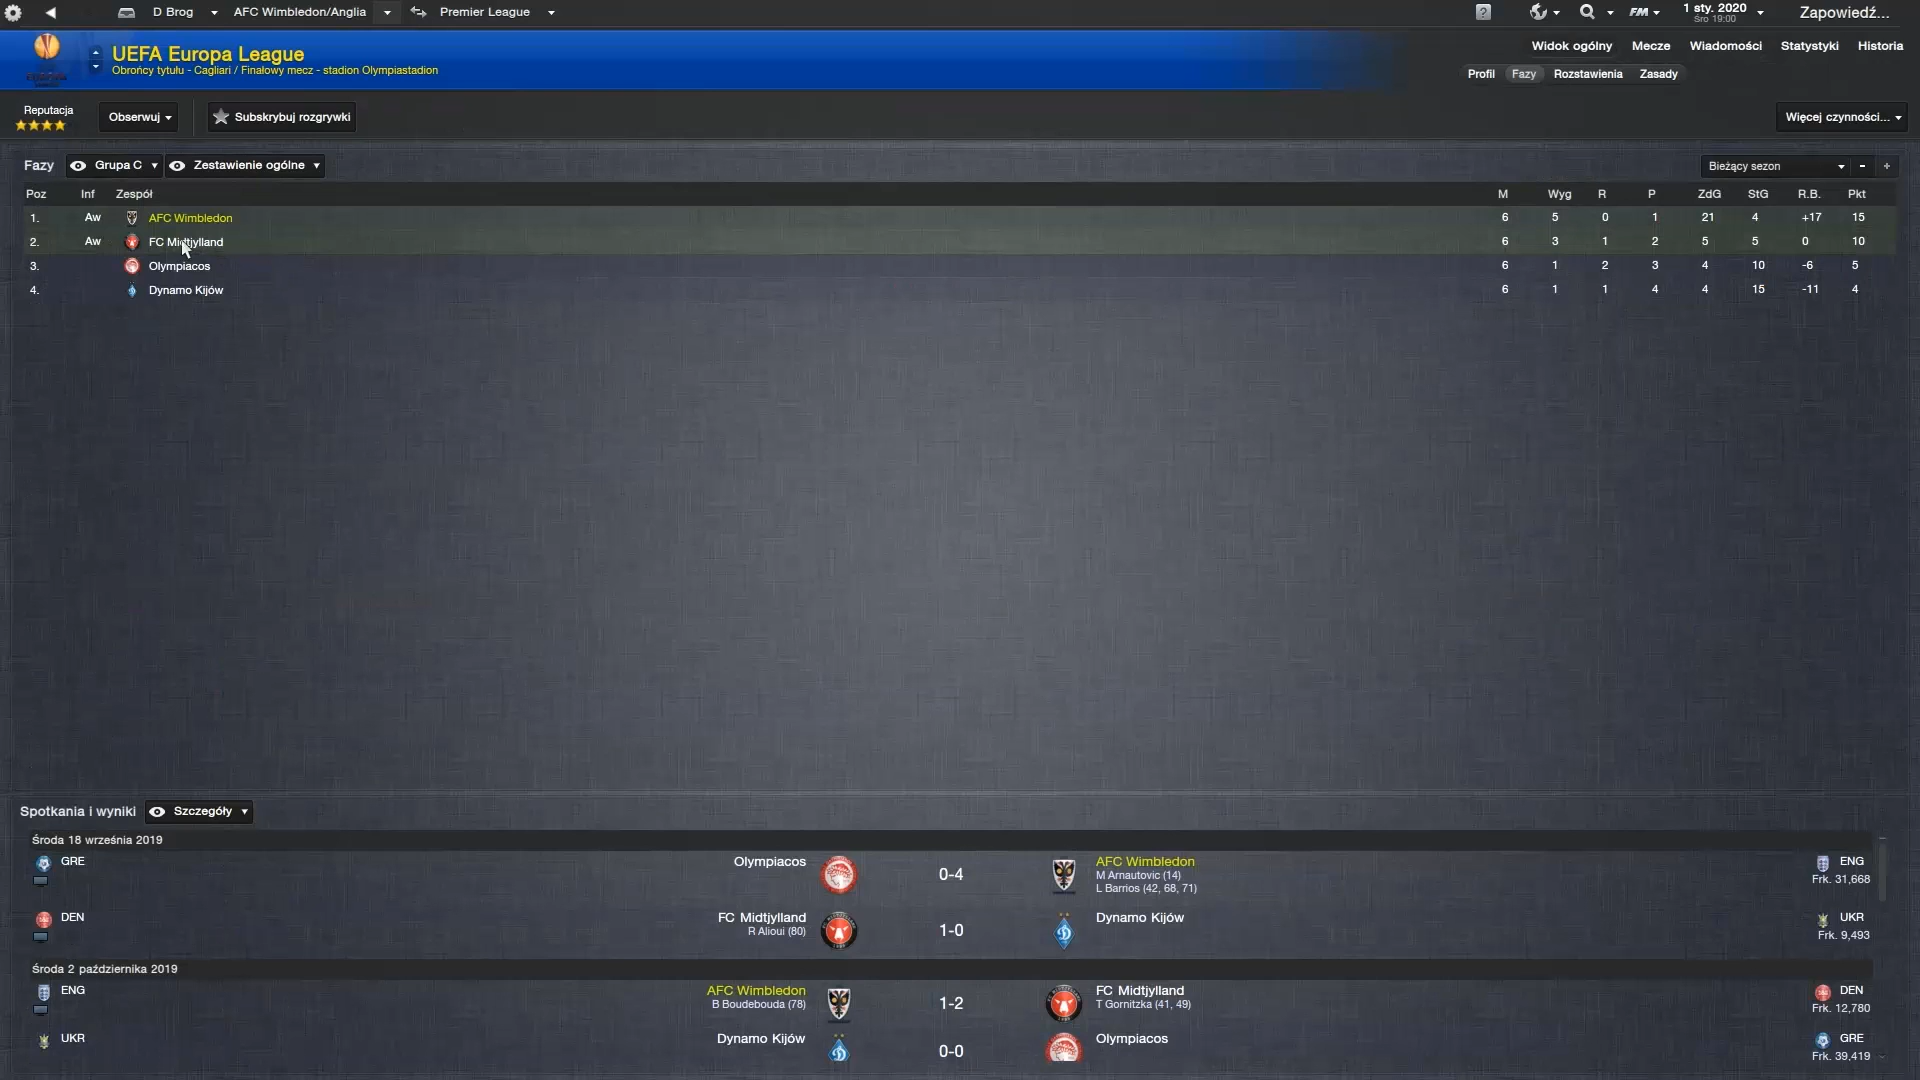 D Brog AFC Wimbledon/Anglia Premier League ? FM 1 sty. 2020 Zapowiedź...
Śro 19:00
UEFA Europa League
Obrońcy tytułu - Cagliari / Finałowy mecz - stadion Olympiastadion
Widok ogólny Mecze Wiadomości Statystyki Historia
Profil Fazy Rozstawienia Zasady
Reputacja Obserwuj Subskrybuj rozgrywki Więcej czynności...
Fazy Grupa C Zestawienie ogólne Bieżący sezon - +
Poz Inf Zespół M Wyg R P ZdG StG R.B. Pkt
1. Aw AFC Wimbledon 6 5 0 1 21 4 +17 15
2. Aw FC Midtjylland 6 3 1 2 5 5 0 10
3. Olympiacos 6 1 2 3 4 10 -6 5
4. Dynamo Kijów 6 1 1 4 4 15 -11 4
Spotkania i wyniki Szczegóły
Środa 18 września 2019
GRE Olympiacos 0-4 AFC Wimbledon ENG
M Arnautovic (14) Frk. 31,668
L Barrios (42, 68, 71)
DEN FC Midtjylland 1-0 Dynamo Kijów UKR
R Alioui (80) Frk. 9,493
Środa 2 października 2019
ENG AFC Wimbledon 1-2 FC Midtjylland DEN
B Boudebouda (78) T Gornitzka (41, 49) Frk. 12,780
UKR Dynamo Kijów 0-0 Olympiacos GRE
Frk. 39,419